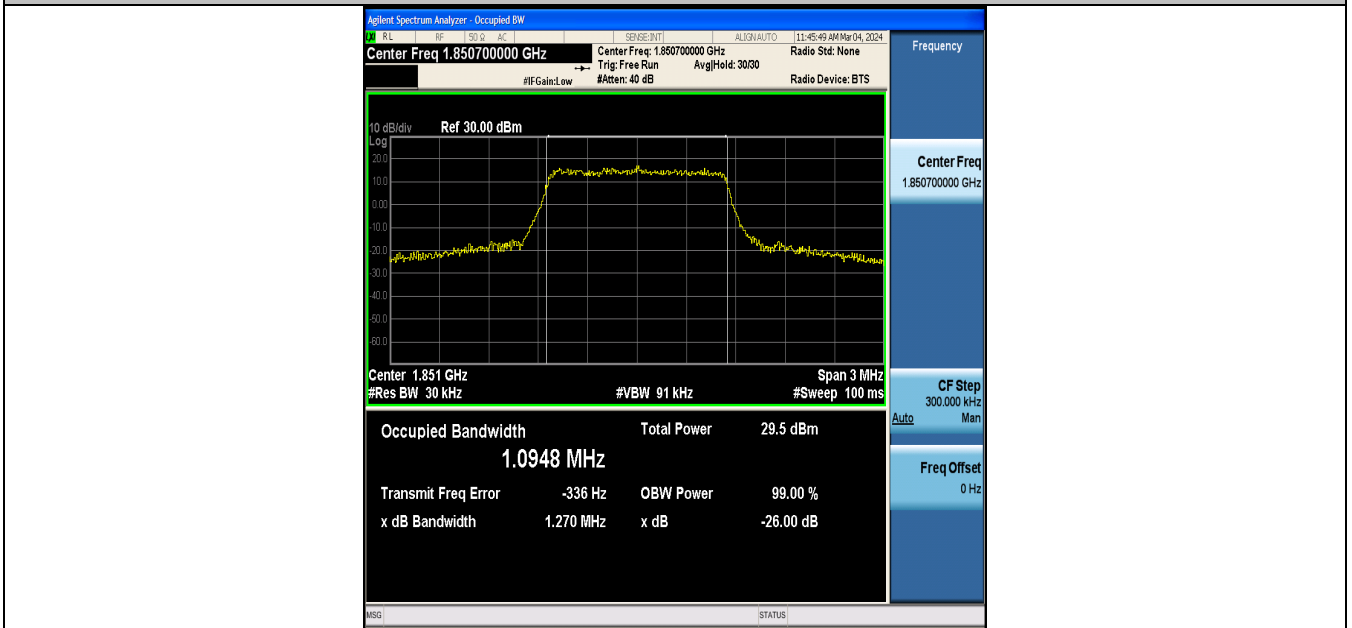 Agilent Spectrum Analyzer - Occupied BW
LXI RL RF 50 Ω AC SENSE:INT ALIGN AUTO 11:45:49 AM Mar 04, 2024
Center Freq 1.850700000 GHz
Center Freq: 1.850700000 GHz
Radio Std: None
Trig: Free Run Avg|Hold: 30/30
#IFGain:Low
#Atten: 40 dB
Radio Device: BTS
Frequency
10 dB/div Ref 30.00 dBm
Log
20.0
10.0
0.00
-10.0
-20.0
-30.0
-40.0
-50.0
-60.0
Center 1.851 GHz Span 3 MHz
#Res BW 30 kHz #VBW 91 kHz #Sweep 100 ms
Occupied Bandwidth Total Power 29.5 dBm
1.0948 MHz
Transmit Freq Error -336 Hz OBW Power 99.00 %
x dB Bandwidth 1.270 MHz x dB -26.00 dB
Center Freq
1.850700000 GHz
CF Step
300.000 kHz
Auto Man
Freq Offset
0 Hz
MSG STATUS